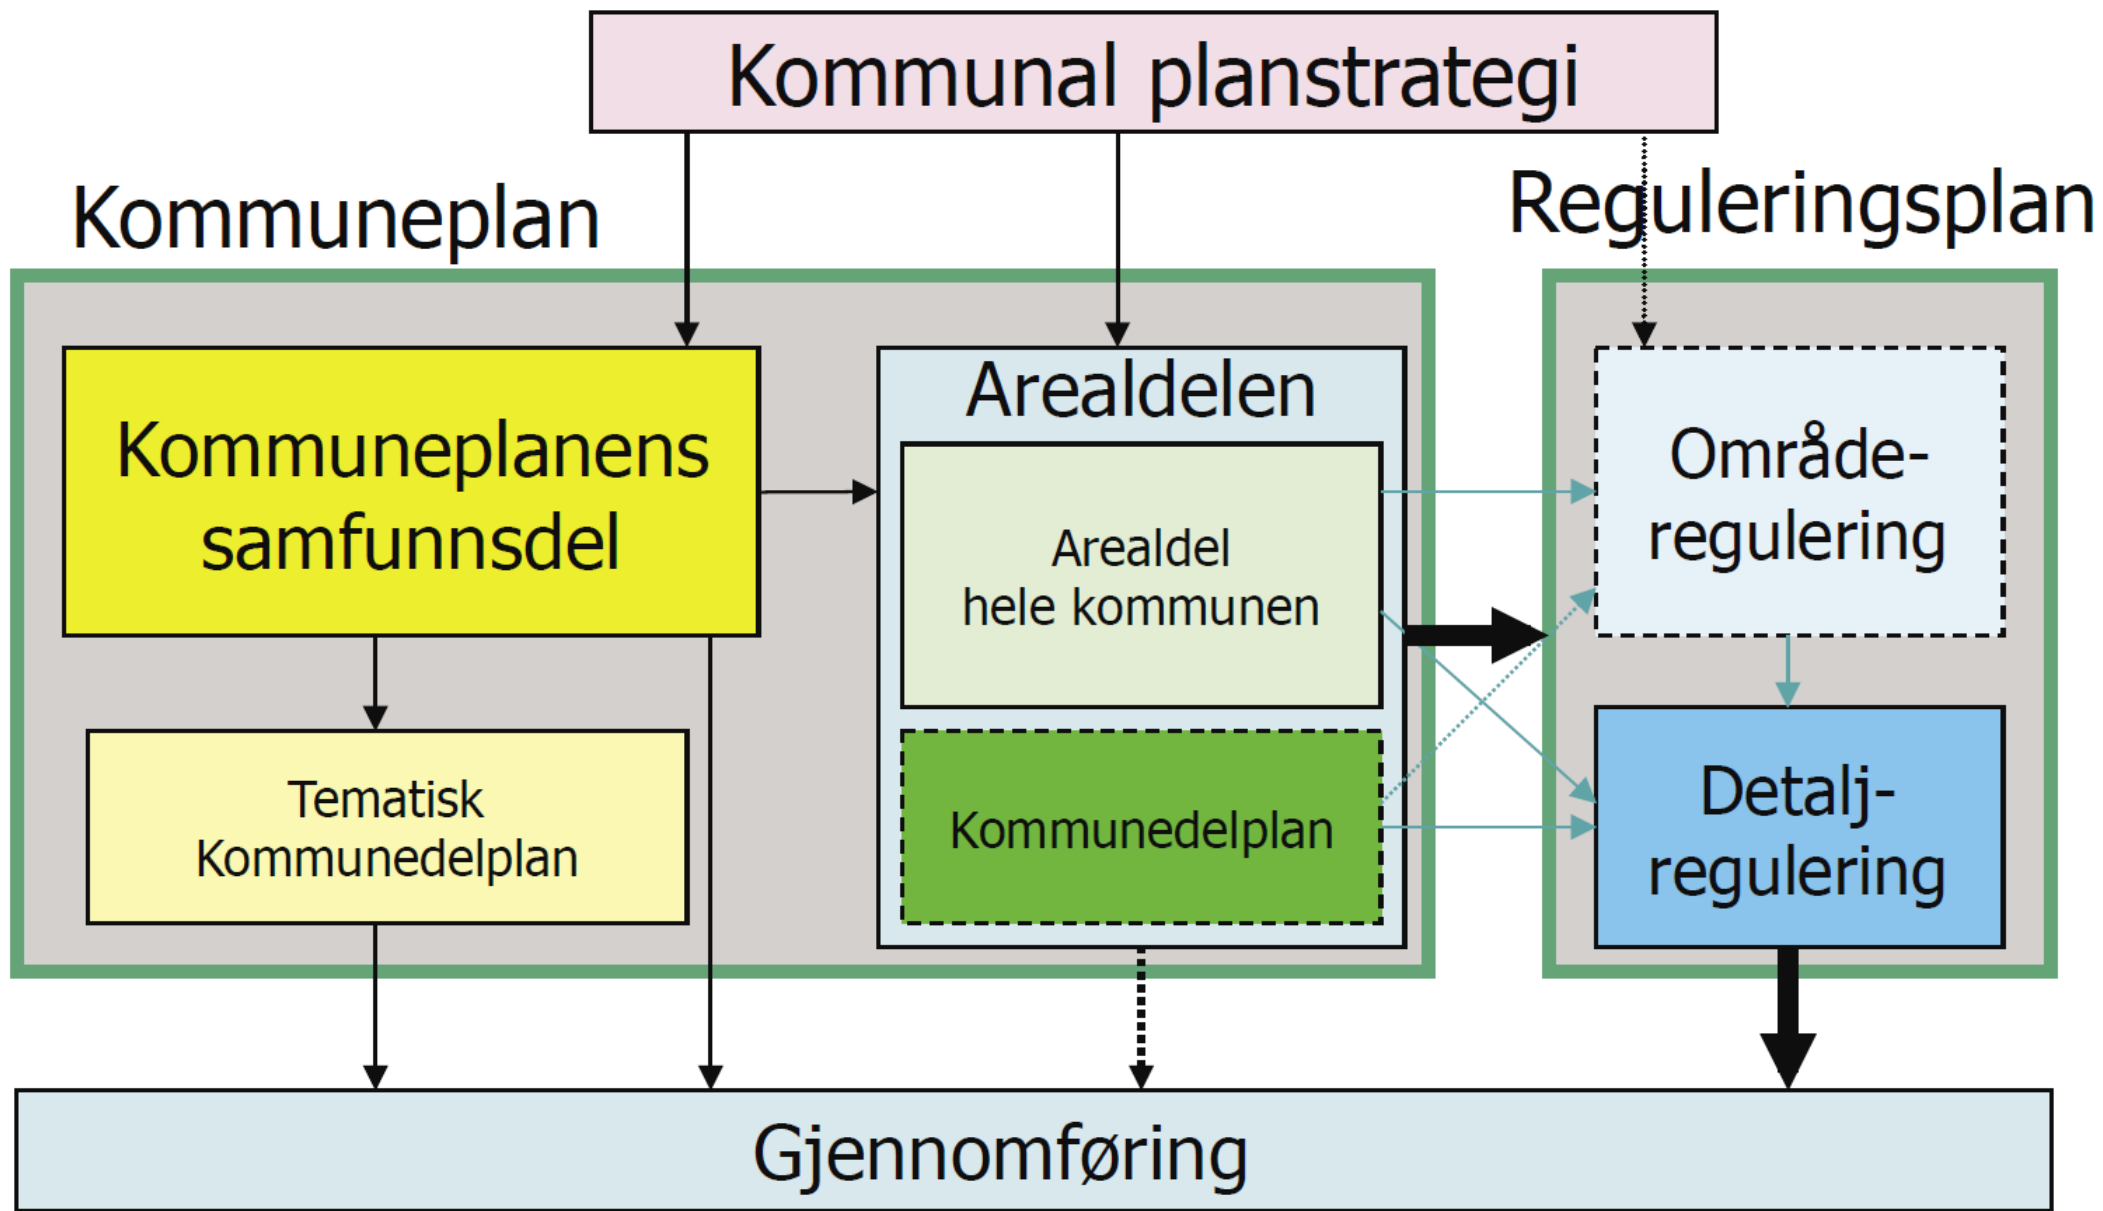 Kommunal planstrategi
Kommuneplan
Reguleringsplan
Kommuneplanens
samfunnsdel
Tematisk
Kommunedelplan
Arealdelen
Arealdel
hele kommunen
Kommunedelplan
Område-
regulering
Detalj-
regulering
Gjennomføring